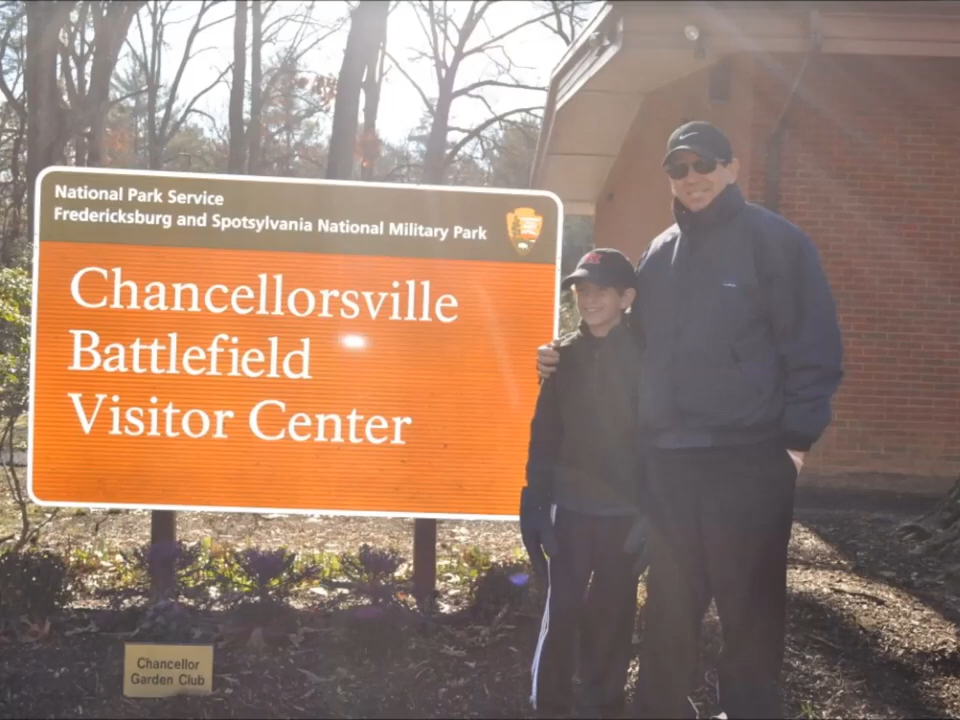 National Park Service
Fredericksburg and Spotsylvania National Military Park
Chancellorsville
Battlefield
Visitor Center
Chancellor
Garden Club